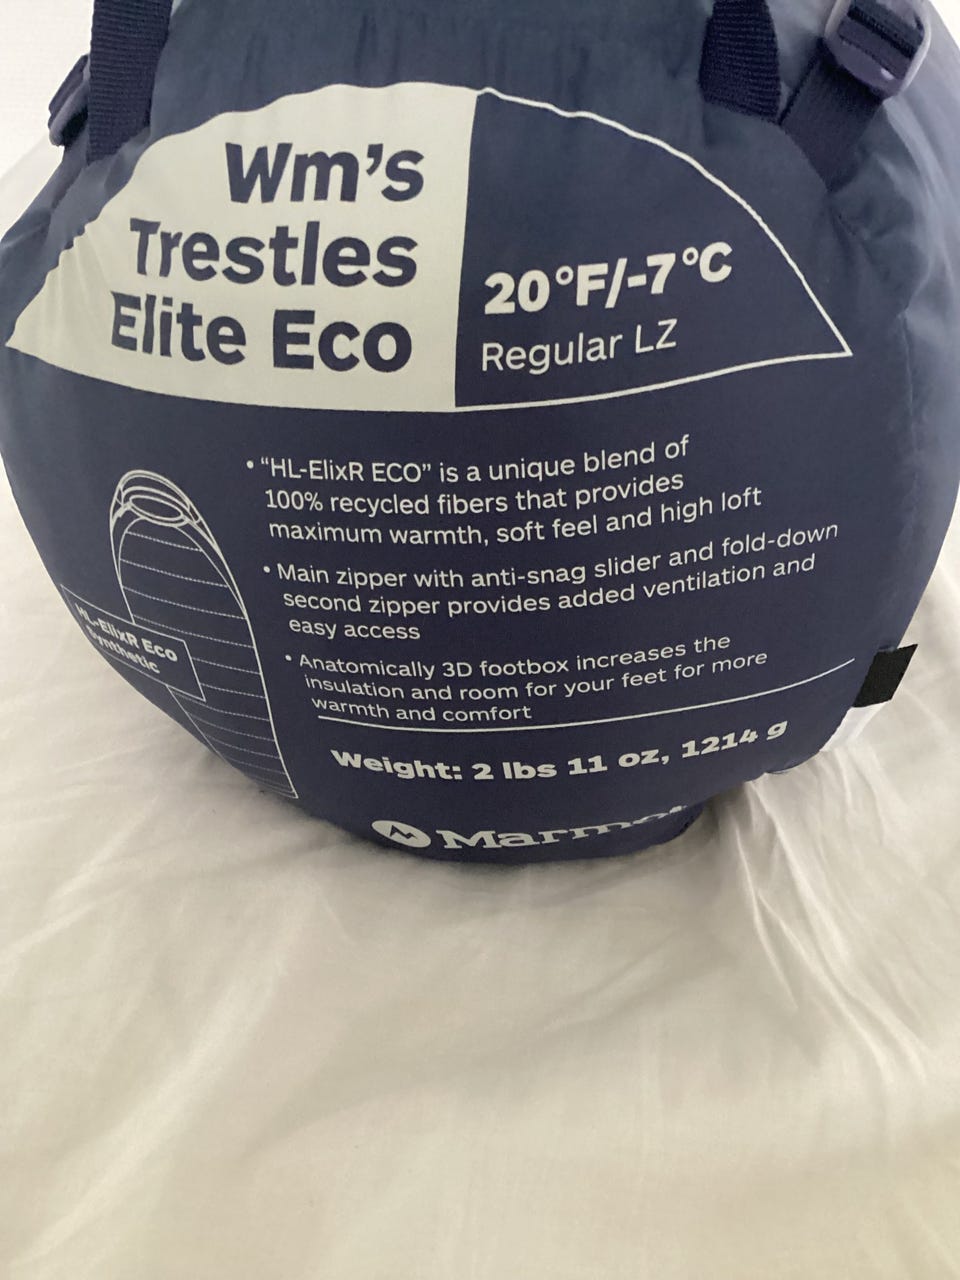 Wm's
Trestles
Elite Eco
20°F/-7°C
Regular LZ
• "HL-ElixR ECO" is a unique blend of
100% recycled fibers that provides
maximum warmth, soft feel and high loft
• Main zipper with anti-snag slider and fold-down
second zipper provides added ventilation and
easy access
• Anatomically 3D footbox increases the
insulation and room for your feet for more
warmth and comfort
HL-ElixR Eco
Synthetic
Weight: 2 lbs 11 oz, 1214 g
Marmot